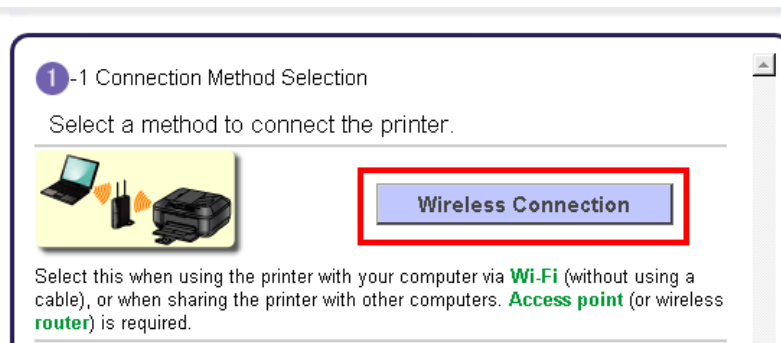 1-1 Connection Method Selection
Select a method to connect the printer.
Wireless Connection
Select this when using the printer with your computer via Wi-Fi (without using a
cable), or when sharing the printer with other computers. Access point (or wireless
router) is required.